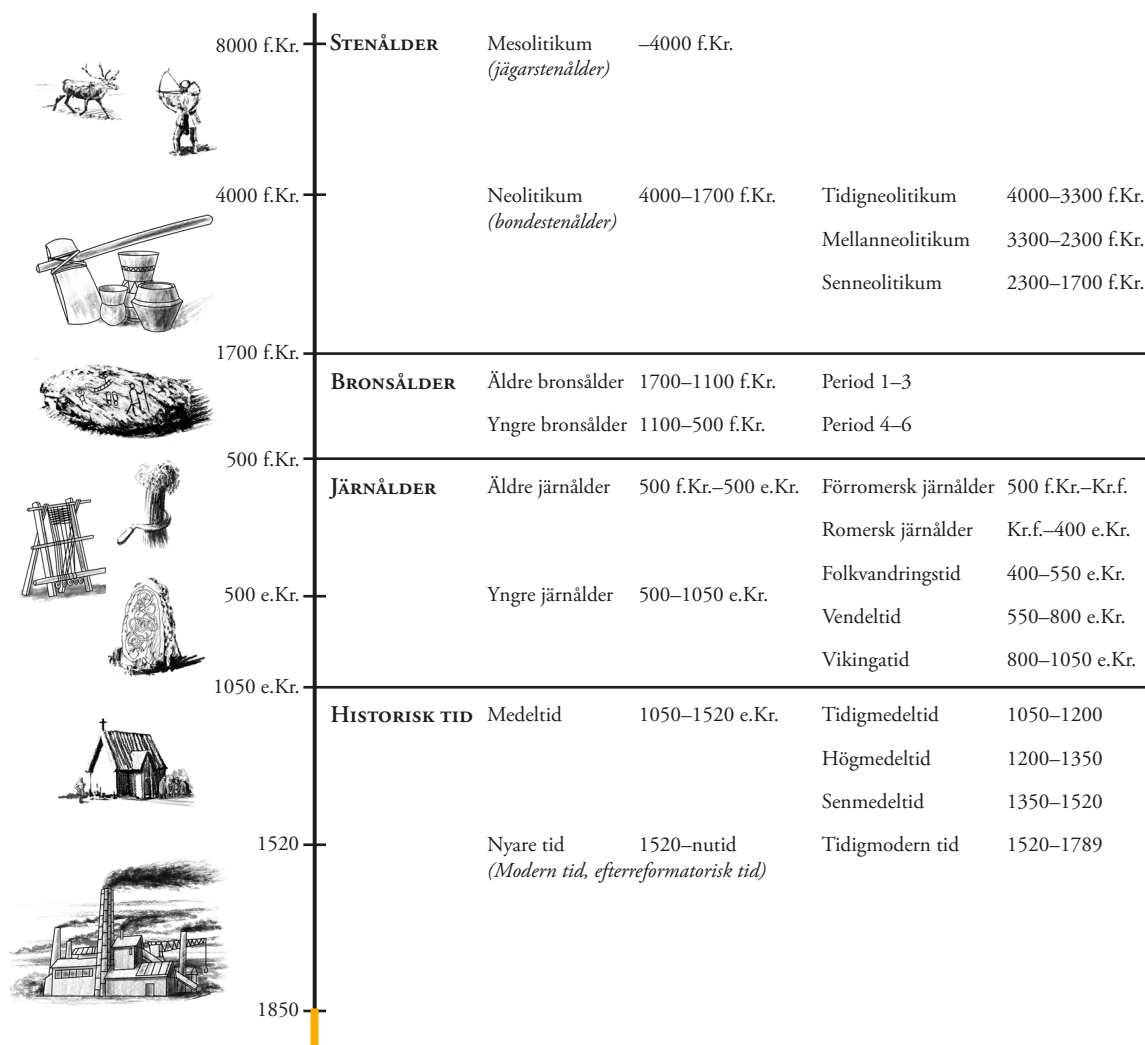 8000 f.Kr. STENÅLDER Mesolitikum –4000 f.Kr.
(jägarstenålder)
4000 f.Kr. Neolitikum 4000–1700 f.Kr. Tidigneolitikum 4000–3300 f.Kr.
(bondestenålder)
Mellanneolitikum 3300–2300 f.Kr.
Senneolitikum 2300–1700 f.Kr.
1700 f.Kr.
BRONSÅLDER Äldre bronsålder 1700–1100 f.Kr. Period 1–3
Yngre bronsålder 1100–500 f.Kr. Period 4–6
500 f.Kr.
JÄRNÅLDER Äldre järnålder 500 f.Kr.–500 e.Kr. Förromersk järnålder 500 f.Kr.–Kr.f.
Romersk järnålder Kr.f.–400 e.Kr.
Folkvandringstid 400–550 e.Kr.
500 e.Kr. Yngre järnålder 500–1050 e.Kr.
Vendeltid 550–800 e.Kr.
Vikingatid 800–1050 e.Kr.
1050 e.Kr.
HISTORISK TID Medeltid 1050–1520 e.Kr. Tidigmedeltid 1050–1200
Högmedeltid 1200–1350
Senmedeltid 1350–1520
1520 Nyare tid 1520–nutid Tidigmodern tid 1520–1789
(Modern tid, efterreformatorisk tid)
1850